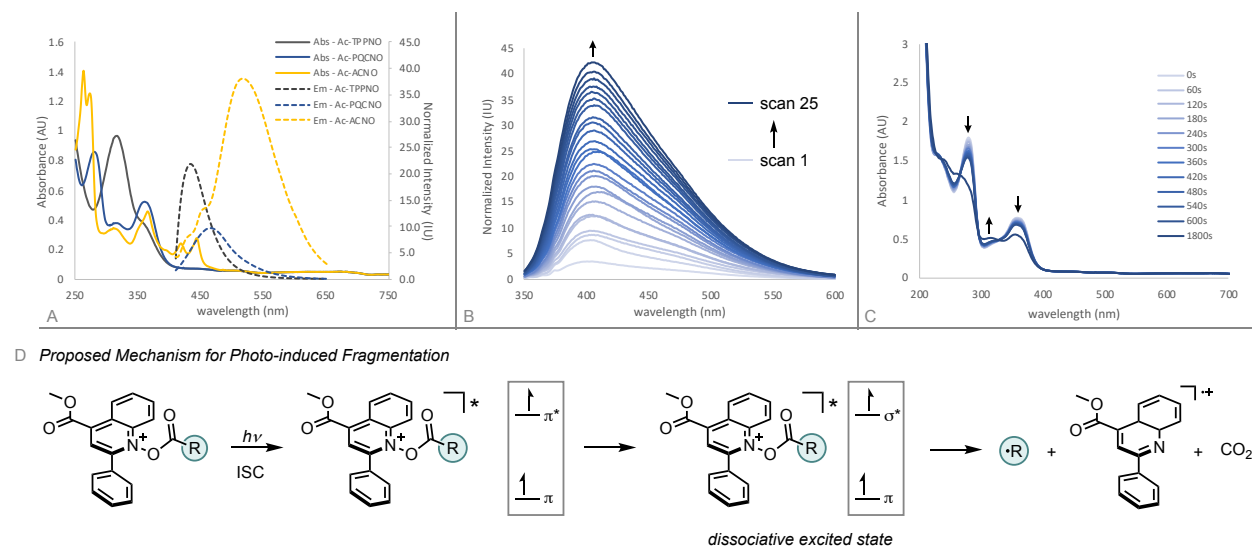 1.6
1.4
1.2
1
0.8
0.6
0.4
0.2
0
Absorbance (AU)
250
350
450
550
650
750
wavelength (nm)
45.0
40.0
35.0
30.0
25.0
20.0
15.0
10.0
5.0
0.0
Normalized Intensity (IU)
Abs - Ac-TPPNO
Abs - Ac-PQCNO
Abs - Ac-ACNO
Em - Ac-TPPNO
Em - Ac-PQCNO
Em - Ac-ACNO
A
45
40
35
30
25
20
15
10
5
0
Normalized Intensity (IU)
350
400
450
500
550
600
wavelength (nm)
scan 25
scan 1
B
3
2.5
2
1.5
1
0.5
0
Absorbance (AU)
200
300
400
500
600
700
wavelength (nm)
0s
60s
120s
180s
240s
300s
360s
420s
480s
540s
600s
1800s
C
D Proposed Mechanism for Photo-induced Fragmentation
O
O
N
+
O
O
R
hν
ISC
O
O
N
+
O
O
R
*
π*
π
O
O
N
+
O
O
R
*
σ*
π
dissociative excited state
•R
+
O
O
N
•+
+ CO2